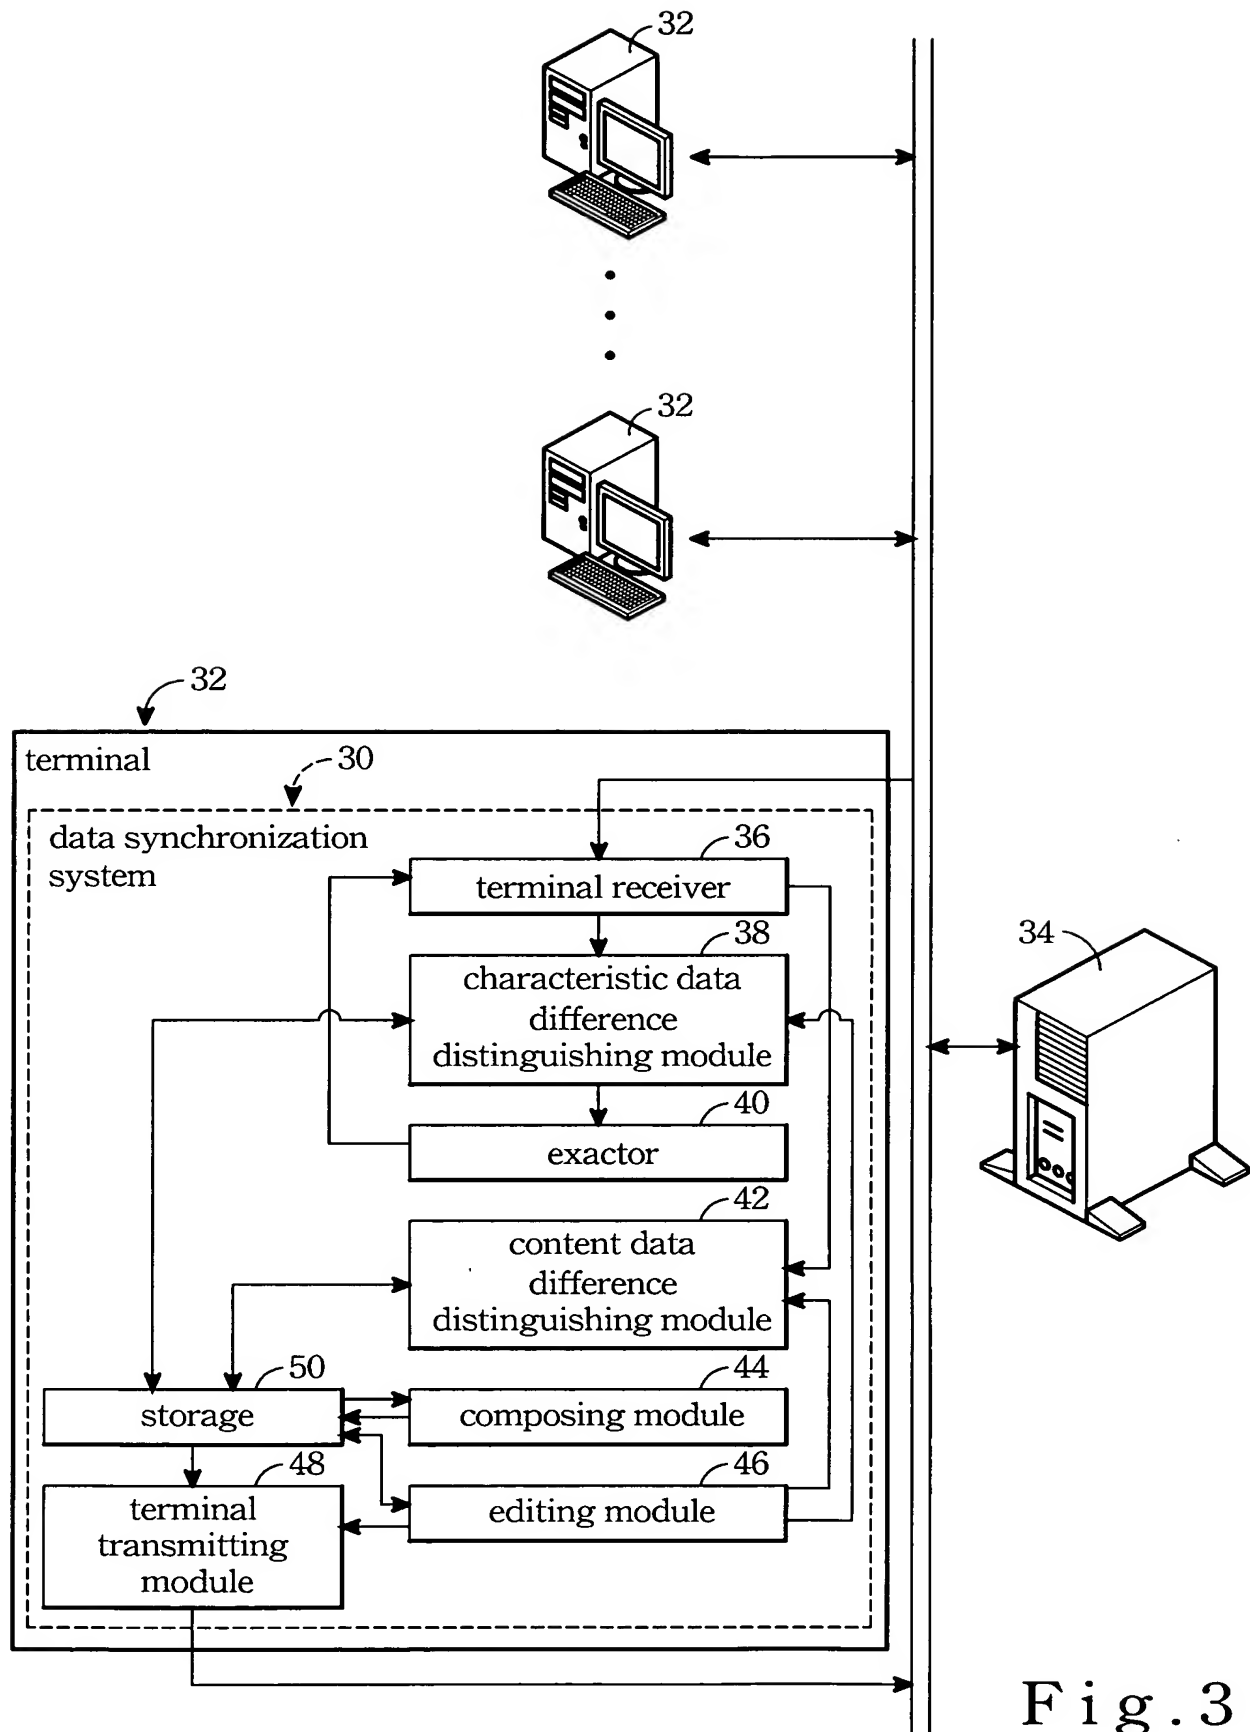 32
32
32
terminal
30
data synchronization
system
36
terminal receiver
38
characteristic data
difference
distinguishing module
34
40
exactor
42
content data
difference
distinguishing module
50
storage
44
composing module
48
terminal
transmitting
module
46
editing module
Fig.3